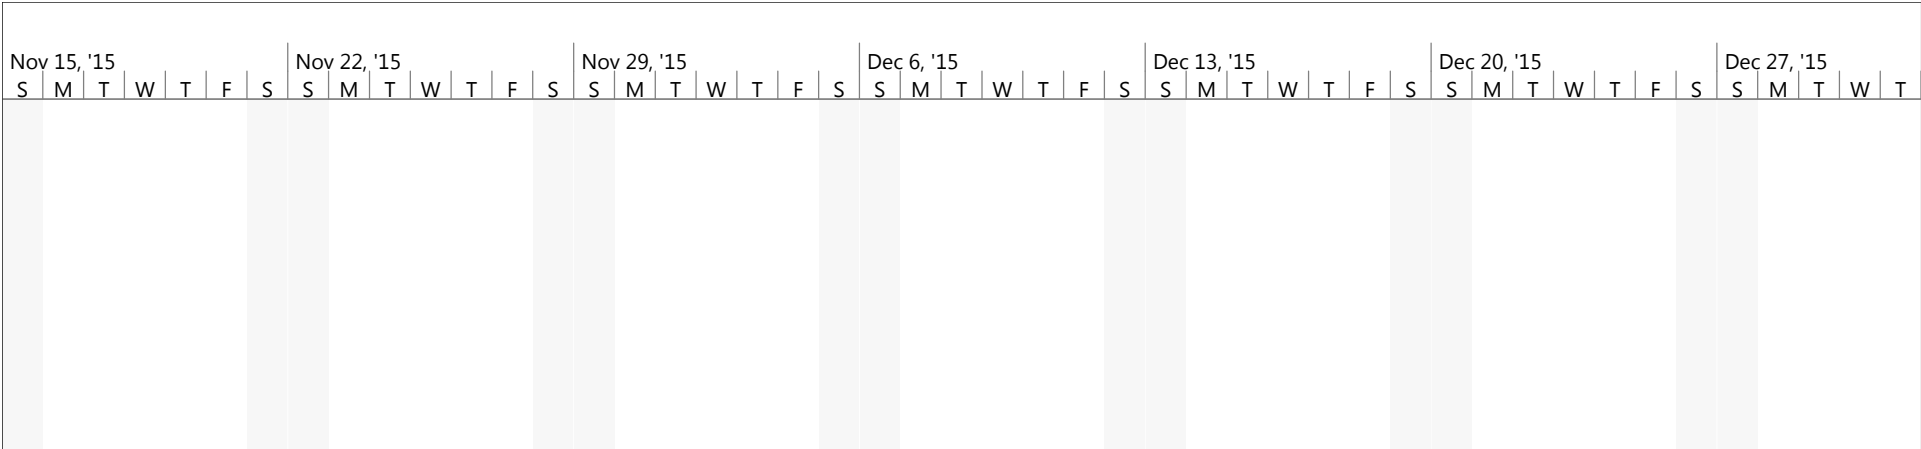 Nov 15, '15 Nov 22, '15 Nov 29, '15 Dec 6, '15 Dec 13, '15 Dec 20, '15 Dec 27, '15
S M T W T F S S M T W T F S S M T W T F S S M T W T F S S M T W T F S S M T W T F S S M T W T